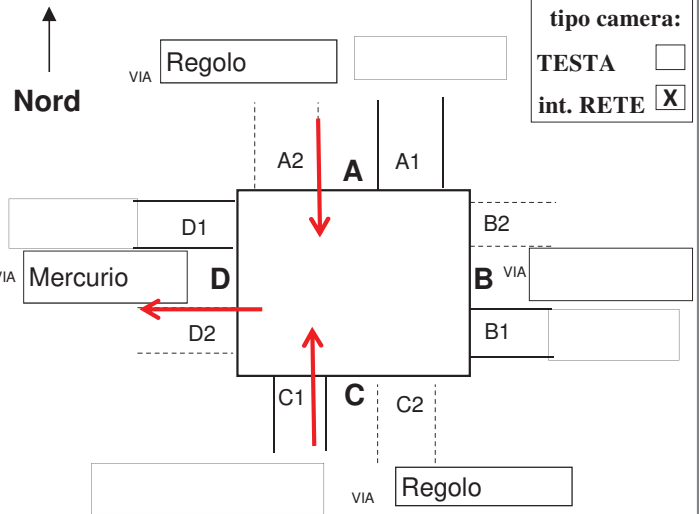 tipo camera:
TESTA
int. RETE X
Nord
VIA Regolo
A2 A A1
D1
B2
VIA Mercurio D
B VIA
D2
B1
C1 C C2
VIA Regolo